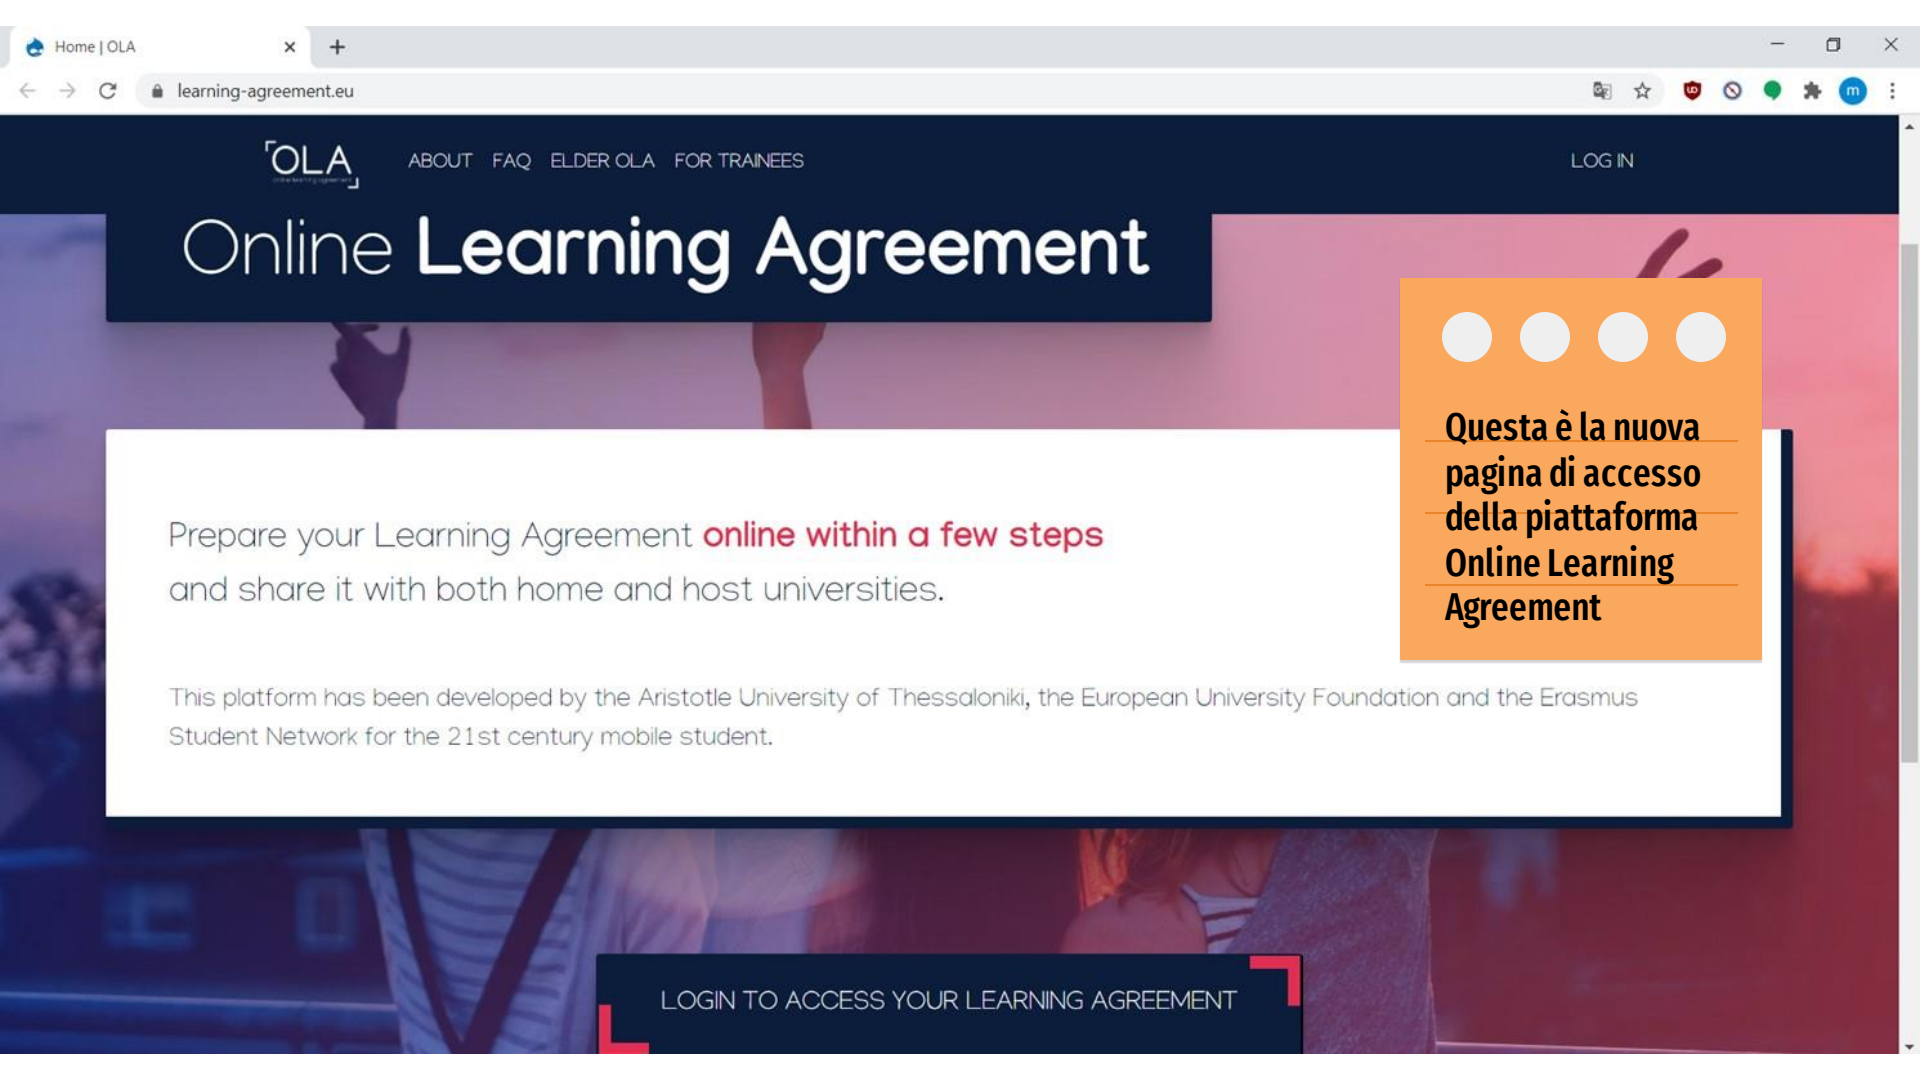 Home | OLA
learning-agreement.eu
m
OLA
ABOUT FAQ ELDER OLA FOR TRAINEES
LOG IN
Online Learning Agreement
Questa è la nuova
pagina di accesso
della piattaforma
Online Learning
Agreement
Prepare your Learning Agreement online within a few steps
and share it with both home and host universities.
This platform has been developed by the Aristotle University of Thessaloniki, the European University Foundation and the Erasmus
Student Network for the 21st century mobile student.
LOGIN TO ACCESS YOUR LEARNING AGREEMENT